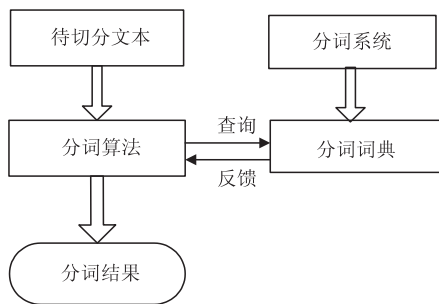 待切分文本
分词系统
分词算法
查询
反馈
分词词典
分词结果